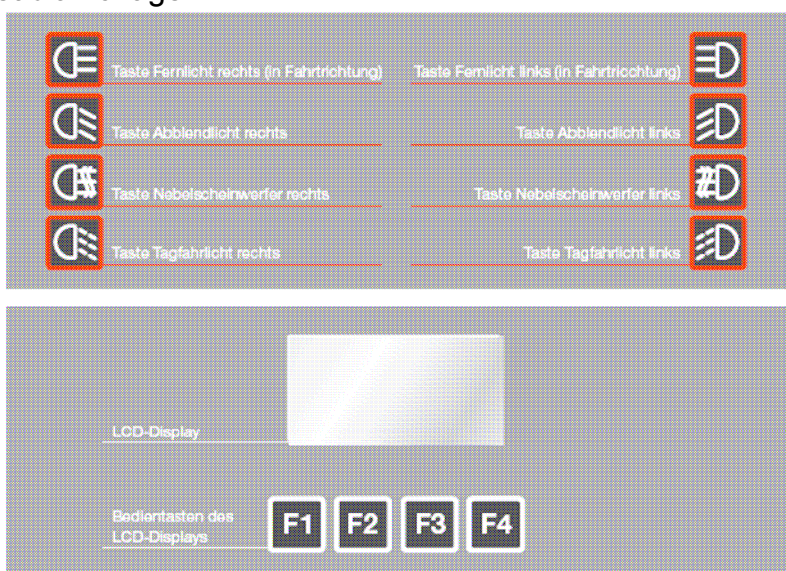 Taste Fernlicht rechts (in Fahrtrichtung)
Taste Fernlicht links (in Fahrtricchtung)
Taste Abblendlicht rechts
Taste Abblendlicht links
Taste Nebelscheinwerfer rechts
Taste Nebelscheinwerfer links
Taste Tagfahrlicht rechts
Taste Tagfahrlicht links
LCD-Display
Bedientasten des
LCD-Displays
F1 F2 F3 F4